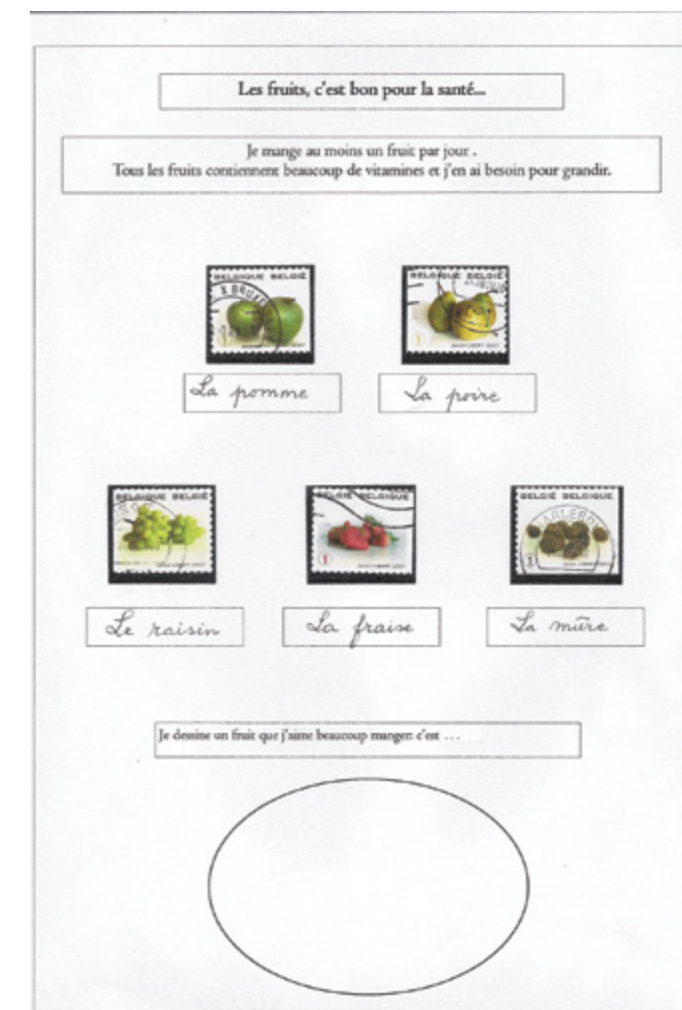 Les fruits, c'est bon pour la santé...
Je mange au moins un fruit par jour .
Tous les fruits contiennent beaucoup de vitamines et j'en ai besoin pour grandir.
BELGIQUE BELGIË
BELGIQUE BELGIË
La pomme
La poire
BELGIQUE BELGIË
BELGIË BELGIQUE
BELGIË BELGIQUE
Le raisin
La fraise
La mûre
Je dessine un fruit que j'aime beaucoup manger: c'est ...